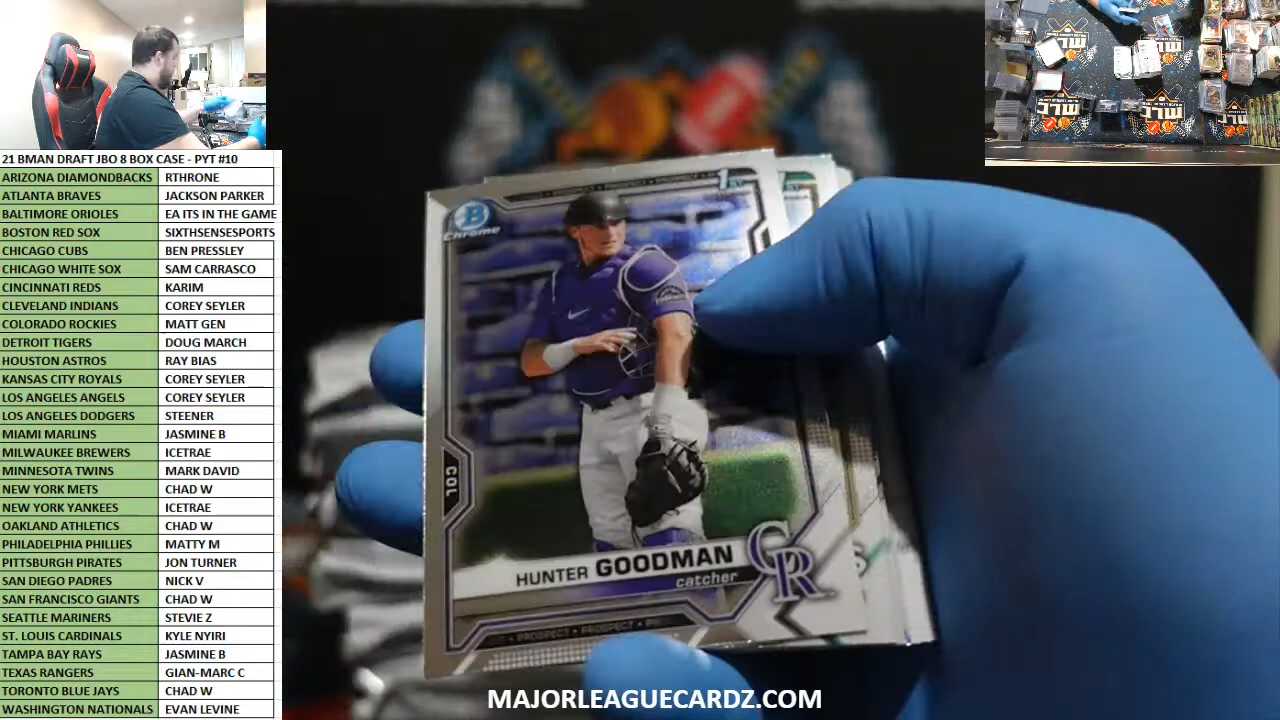 21 BMAN DRAFT JBO 8 BOX CASE - PYT #10
ARIZONA DIAMONDBACKS RTHRONE
ATLANTA BRAVES JACKSON PARKER
BALTIMORE ORIOLES EA ITS IN THE GAME
BOSTON RED SOX SIXTHSENSESPORTS
CHICAGO CUBS BEN PRESSLEY
CHICAGO WHITE SOX SAM CARRASCO
CINCINNATI REDS KARIM
CLEVELAND INDIANS COREY SEYLER
COLORADO ROCKIES MATT GEN
DETROIT TIGERS DOUG MARCH
HOUSTON ASTROS RAY BIAS
KANSAS CITY ROYALS COREY SEYLER
LOS ANGELES ANGELS COREY SEYLER
LOS ANGELES DODGERS STEENER
MIAMI MARLINS JASMINE B
MILWAUKEE BREWERS ICETRAE
MINNESOTA TWINS MARK DAVID
NEW YORK METS CHAD W
NEW YORK YANKEES ICETRAE
OAKLAND ATHLETICS CHAD W
PHILADELPHIA PHILLIES MATTY M
PITTSBURGH PIRATES JON TURNER
SAN DIEGO PADRES NICK V
SAN FRANCISCO GIANTS CHAD W
SEATTLE MARINERS STEVIE Z
ST. LOUIS CARDINALS KYLE NYIRI
TAMPA BAY RAYS JASMINE B
TEXAS RANGERS GIAN-MARC C
TORONTO BLUE JAYS CHAD W
WASHINGTON NATIONALS EVAN LEVINE
1ST
B
Chrome
COL
HUNTER GOODMAN
catcher
CR
PROSPECT • PROSPECT
MAJORLEAGUECARDZ.COM
MLC
MLC
MLC